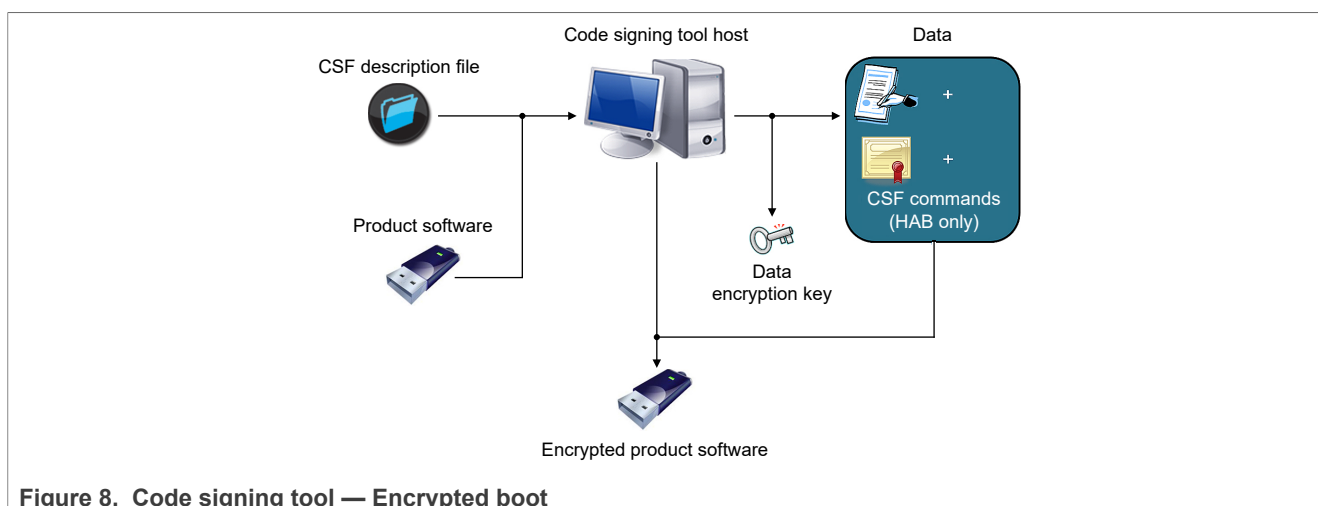 Code signing tool host
Data
CSF description file
+
+
CSF commands
(HAB only)
Product software
Data
encryption key
Encrypted product software
Figure 8. Code signing tool — Encrypted boot